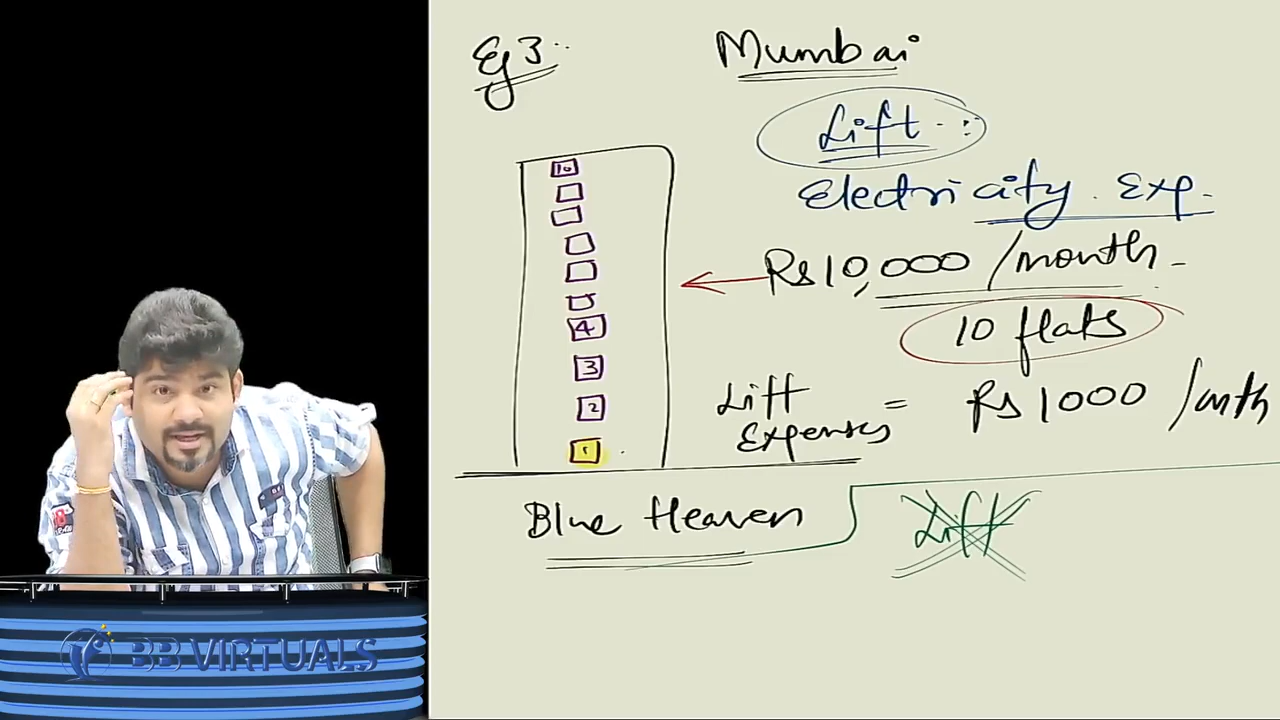 Eg 3..
Mumbai
Lift
Electricity Exp.
Rs 10,000 /month
10 flats
10
4
3
2
1
Lift Expenses = Rs 1000 /mth
Blue Heaven
Lift
BB VIRTUALS